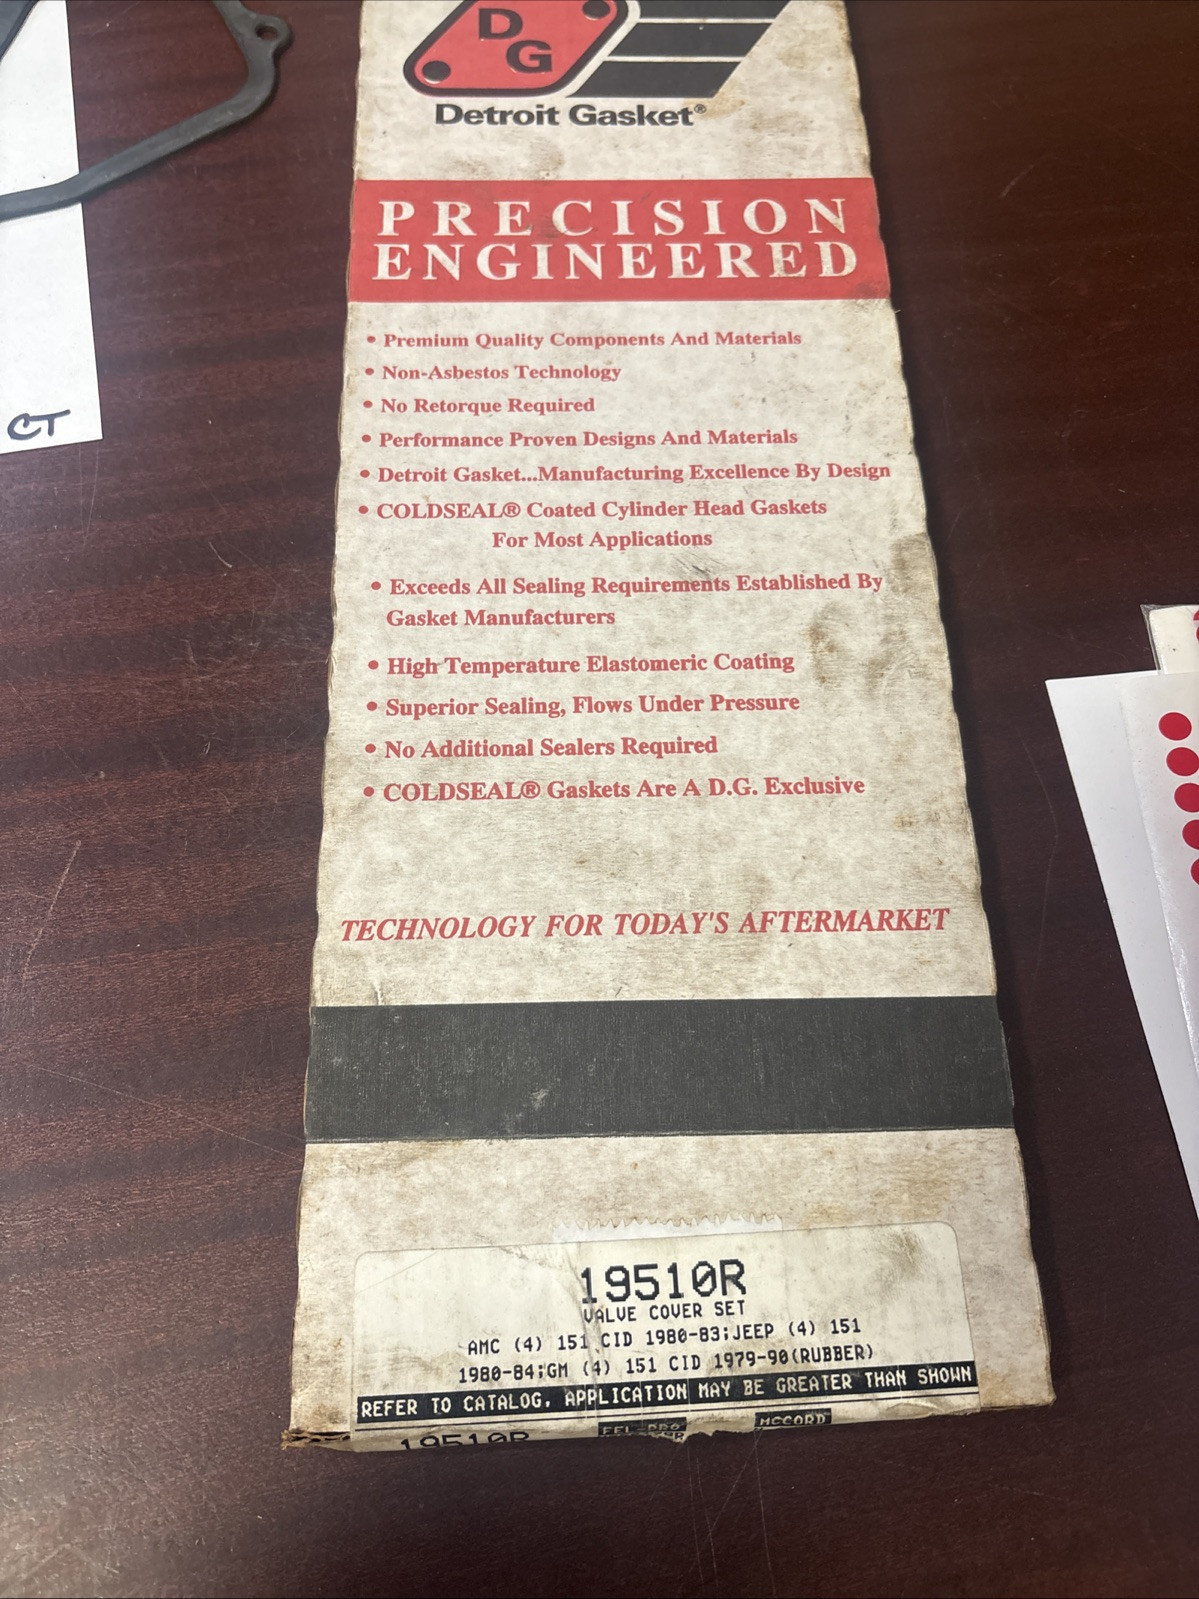 DG
Detroit Gasket®
PRECISION
ENGINEERED
• Premium Quality Components And Materials
• Non-Asbestos Technology
• No Retorque Required
• Performance Proven Designs And Materials
• Detroit Gasket...Manufacturing Excellence By Design
• COLDSEAL® Coated Cylinder Head Gaskets
For Most Applications
• Exceeds All Sealing Requirements Established By
Gasket Manufacturers
• High Temperature Elastomeric Coating
• Superior Sealing, Flows Under Pressure
• No Additional Sealers Required
• COLDSEAL® Gaskets Are A D.G. Exclusive
TECHNOLOGY FOR TODAY'S AFTERMARKET
19510R
VALVE COVER SET
AMC (4) 151 CID 1980-83;JEEP (4) 151
1980-84;GM (4) 151 CID 1979-90(RUBBER)
REFER TO CATALOG, APPLICATION MAY BE GREATER THAN SHOWN
19510R FEL-PRO MCCORD
CT